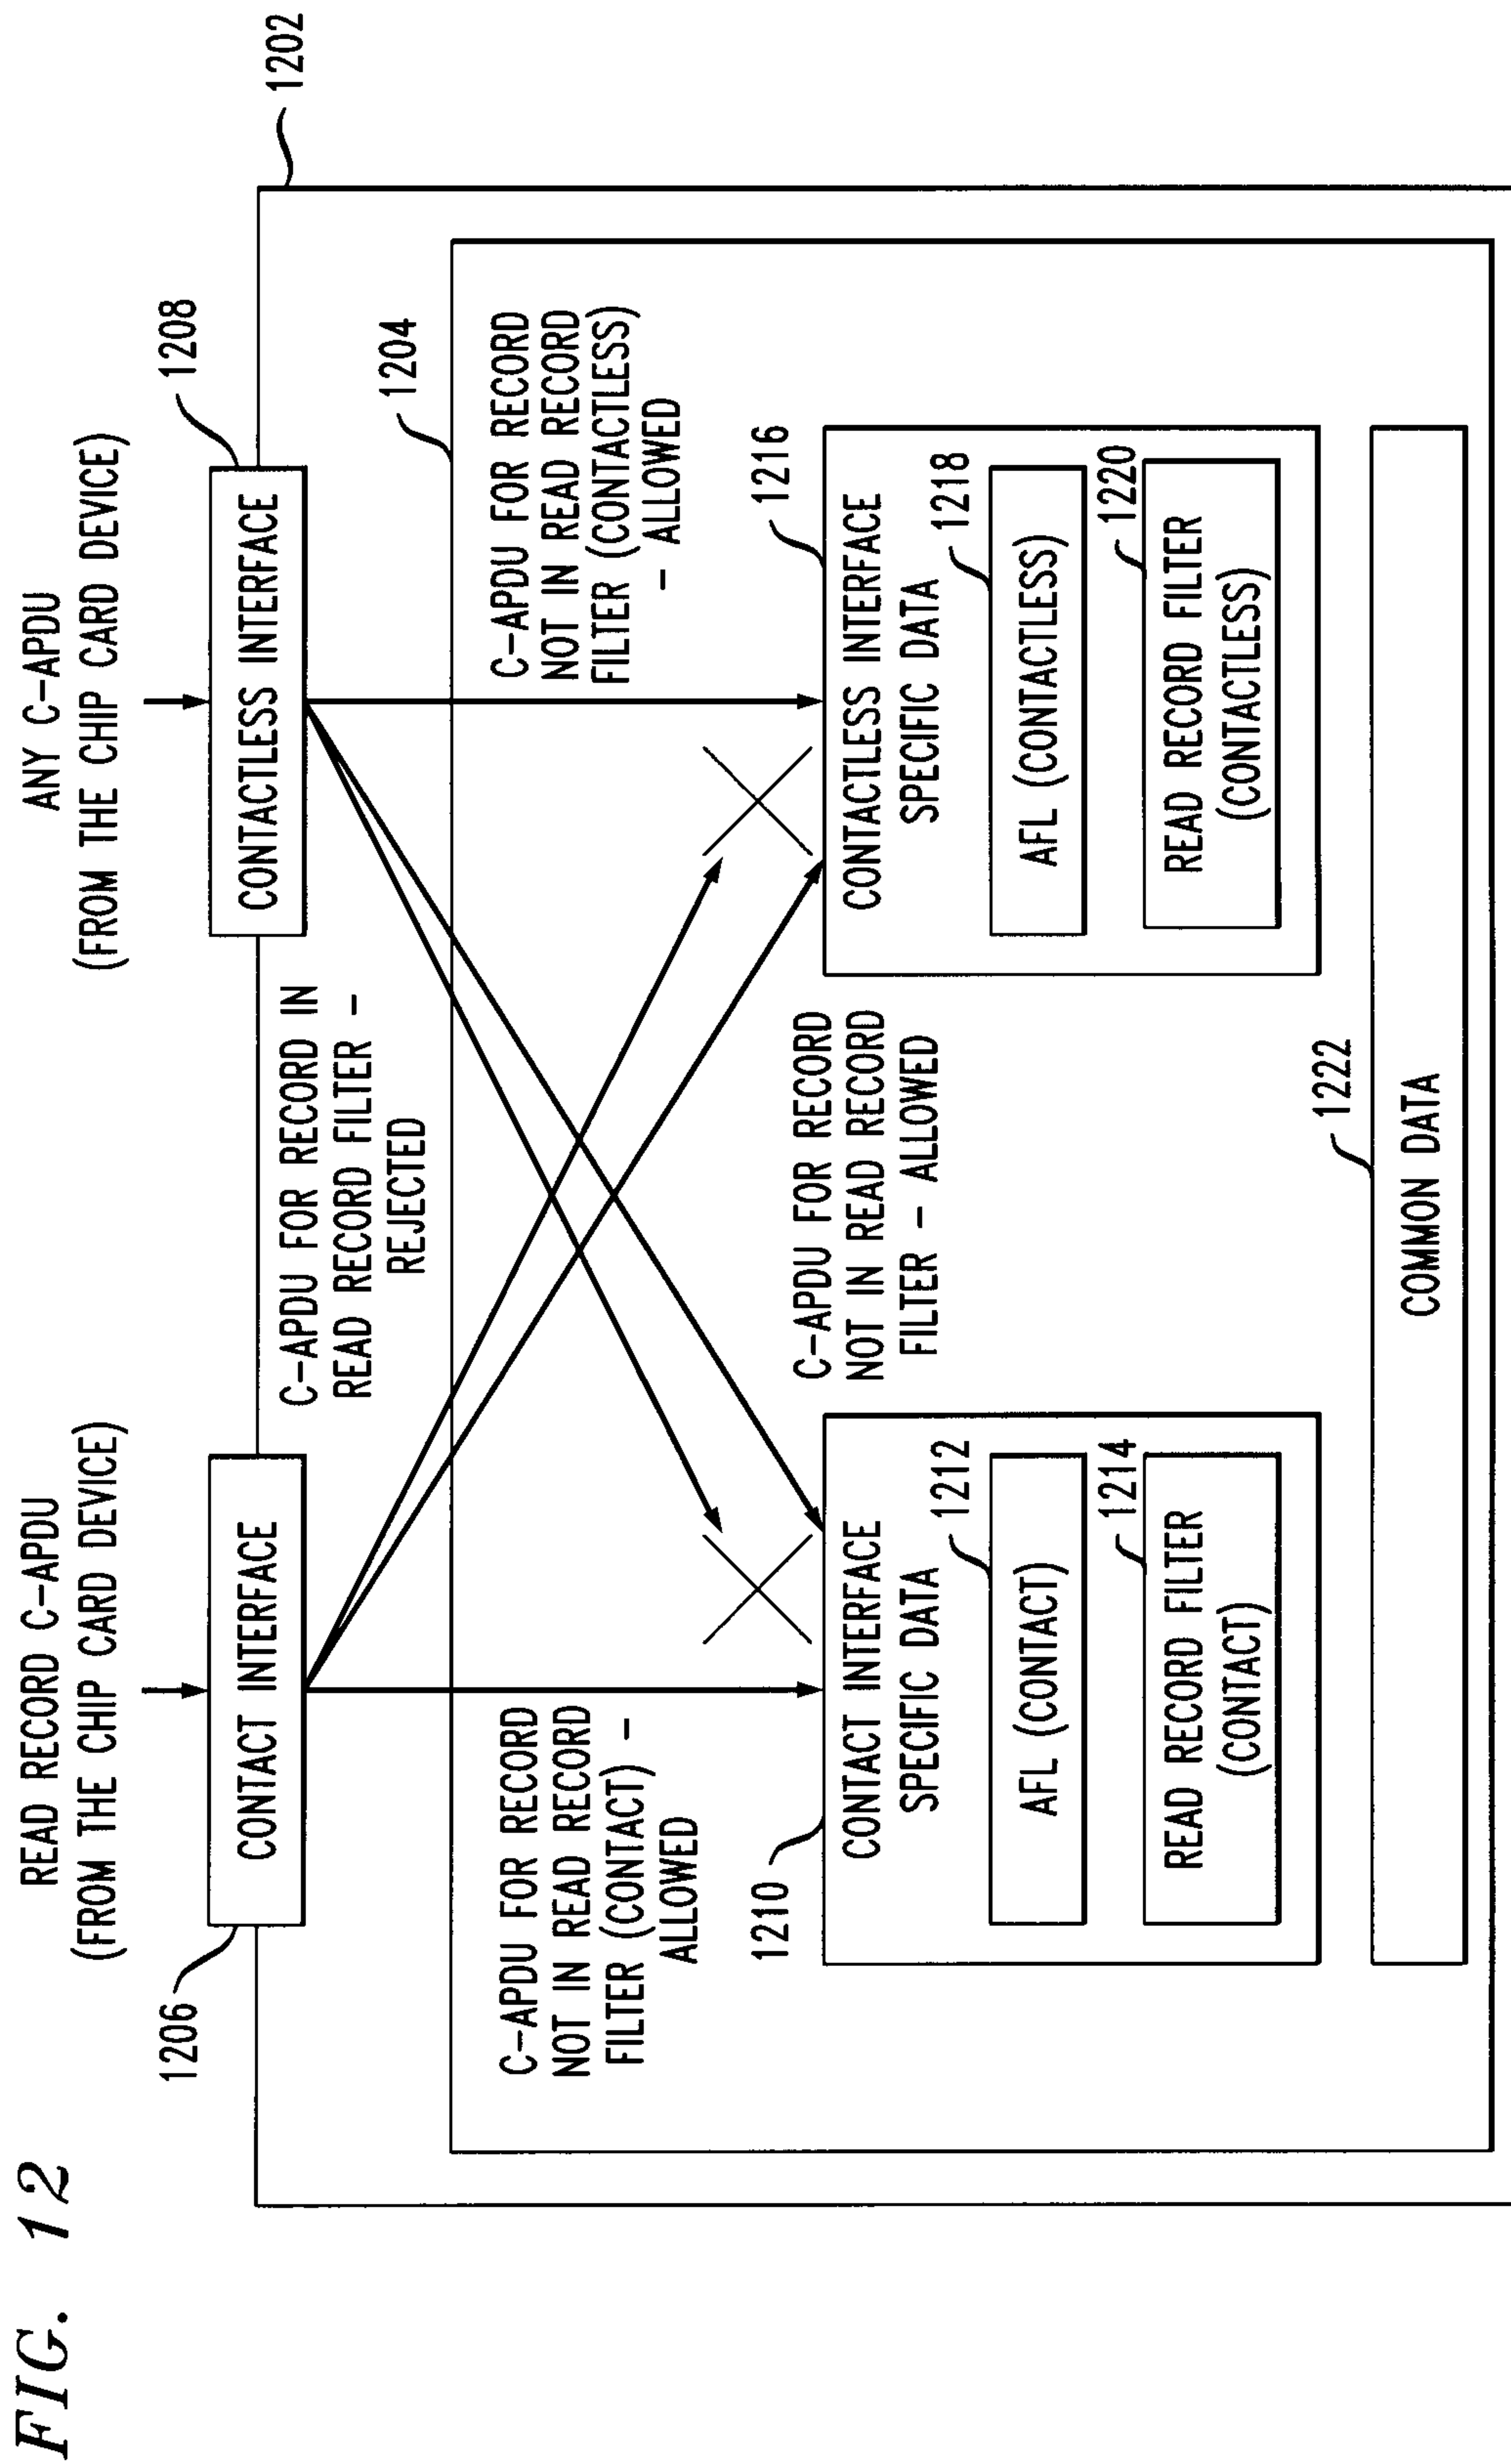 FIG. 12
READ RECORD C-APDU
(FROM THE CHIP CARD DEVICE)
ANY C-APDU
(FROM THE CHIP CARD DEVICE)
1206
CONTACT INTERFACE
CONTACTLESS INTERFACE
1208
1202
C-APDU FOR RECORD IN
READ RECORD FILTER -
REJECTED
1204
C-APDU FOR RECORD
NOT IN READ RECORD
FILTER (CONTACT) -
ALLOWED
C-APDU FOR RECORD
NOT IN READ RECORD
FILTER (CONTACTLESS)
- ALLOWED
C-APDU FOR RECORD
NOT IN READ RECORD
FILTER - ALLOWED
1210
CONTACT INTERFACE
SPECIFIC DATA
1212
AFL (CONTACT)
1214
READ RECORD FILTER
(CONTACT)
1216
CONTACTLESS INTERFACE
SPECIFIC DATA
1218
AFL (CONTACTLESS)
1220
READ RECORD FILTER
(CONTACTLESS)
1222
COMMON DATA